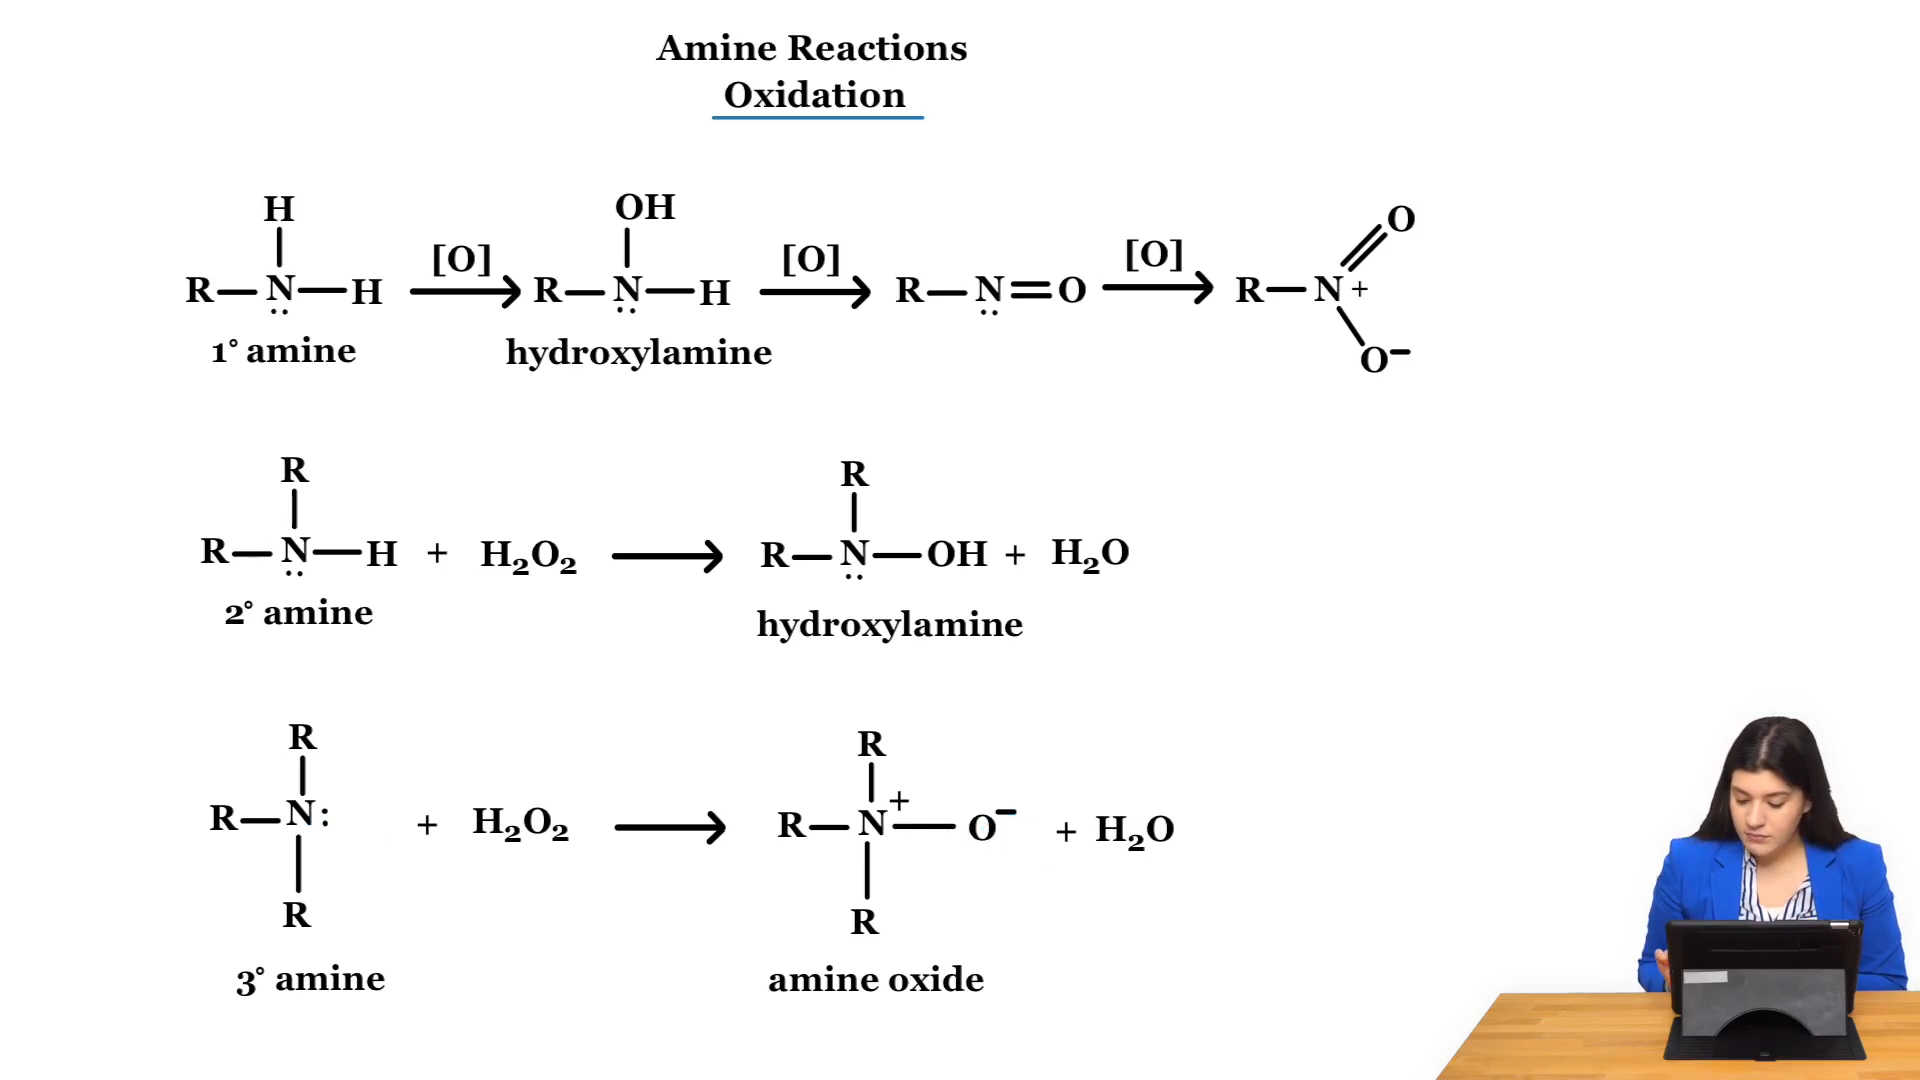 Amine Reactions
Oxidation
H
R—N̤—H
[O]
OH
R—N̤—H
[O]
R—N̤=O
[O]
O
R—N+
O−
1° amine
hydroxylamine
R
R—N̤—H + H₂O₂
R
R—N̤—OH + H₂O
2° amine
hydroxylamine
R
R—N: + H₂O₂
R
R
R—N+—O− + H₂O
R
3° amine
amine oxide